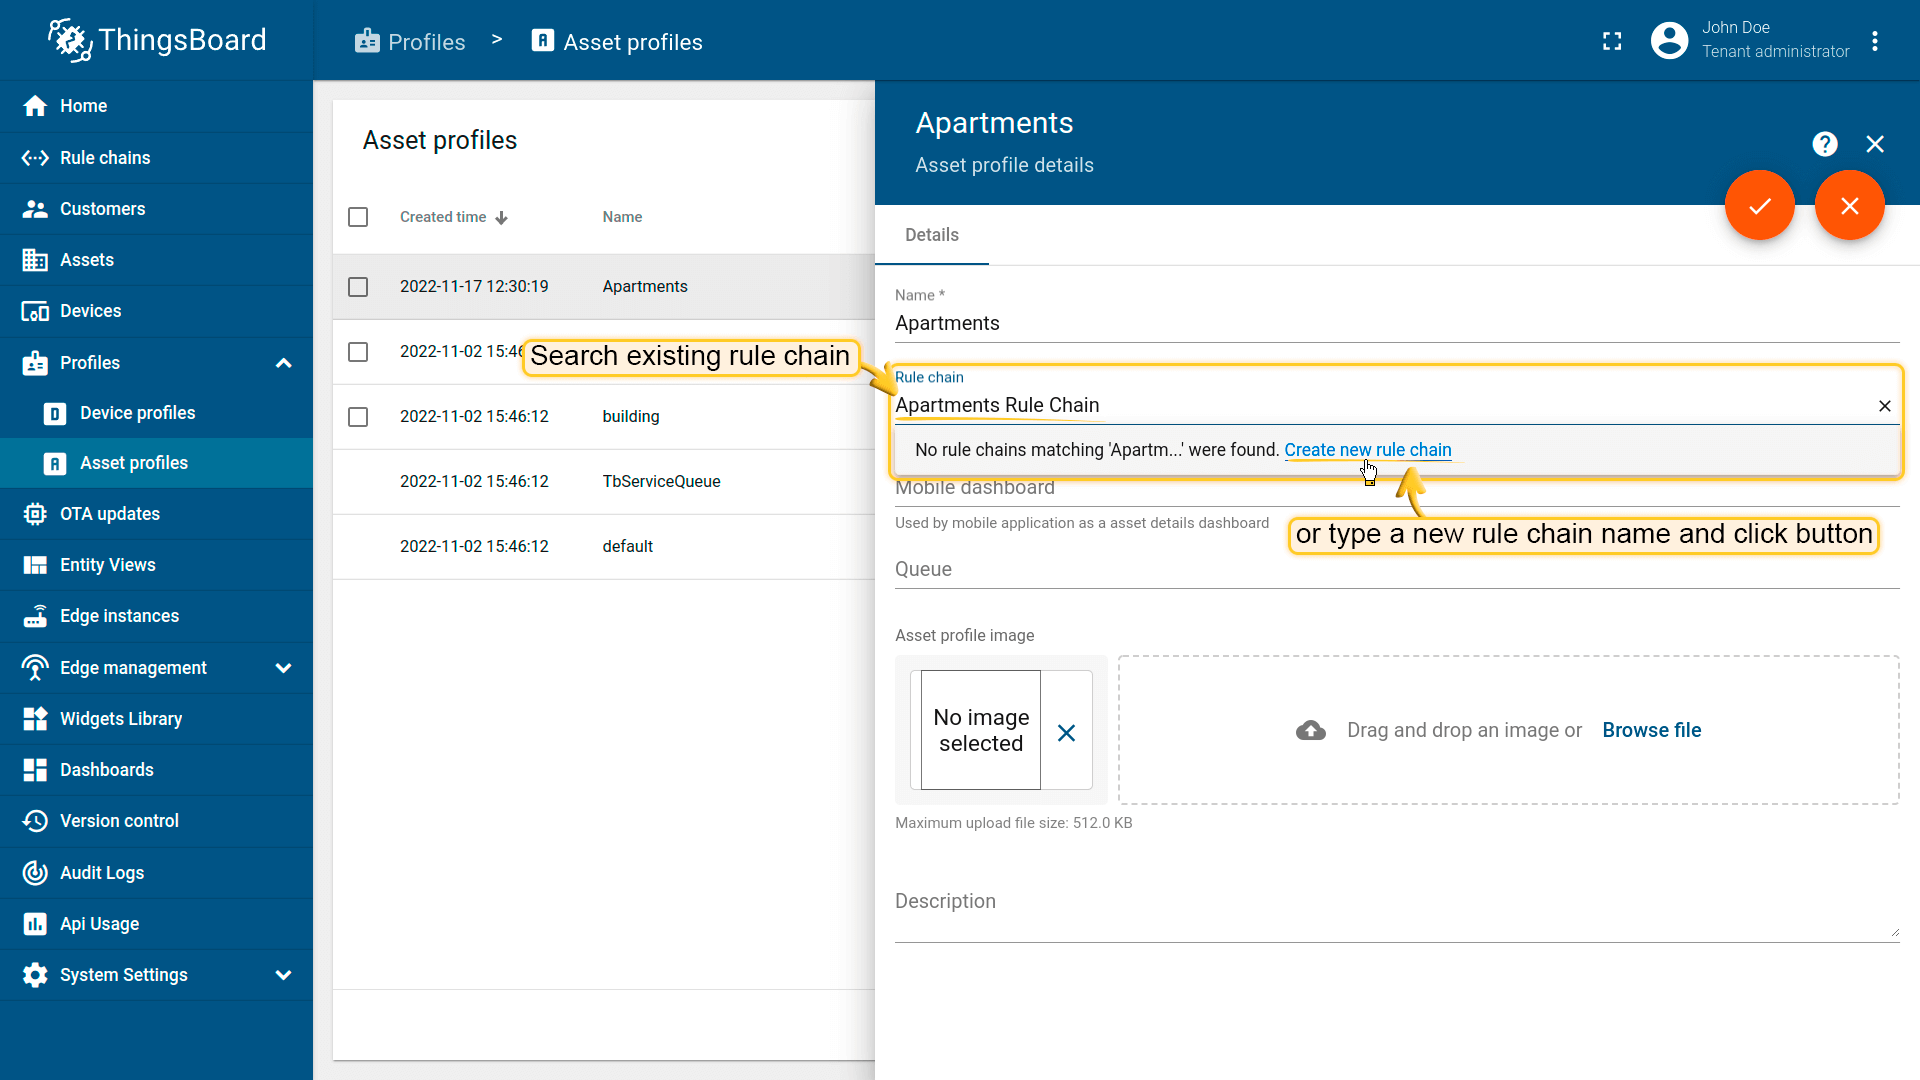 ThingsBoard
Profiles > Asset profiles
John Doe
Tenant administrator
Home
Rule chains
Customers
Assets
Devices
Profiles
Device profiles
Asset profiles
OTA updates
Entity Views
Edge instances
Edge management
Widgets Library
Dashboards
Version control
Audit Logs
Api Usage
System Settings
Asset profiles
Created time Name
2022-11-17 12:30:19 Apartments
2022-11-02 15:46
2022-11-02 15:46:12 building
2022-11-02 15:46:12 TbServiceQueue
2022-11-02 15:46:12 default
Search existing rule chain
Apartments
Asset profile details
Details
Name *
Apartments
Rule chain
Apartments Rule Chain
No rule chains matching 'Apartm...' were found. Create new rule chain
Mobile dashboard
Used by mobile application as a asset details dashboard
or type a new rule chain name and click button
Queue
Asset profile image
No image
selected
Drag and drop an image or Browse file
Maximum upload file size: 512.0 KB
Description